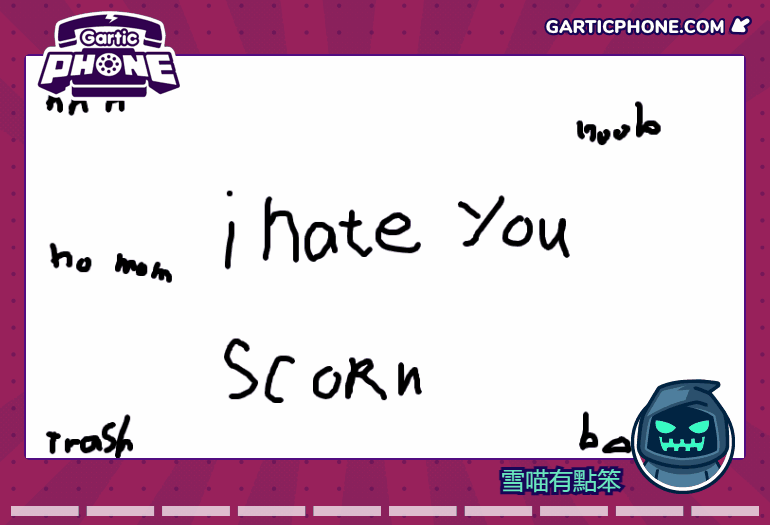 Gartic
PHONE
GARTICPHONE.COM
noob
i hate you
no mom
SCORn
Trash
雪喵有點笨